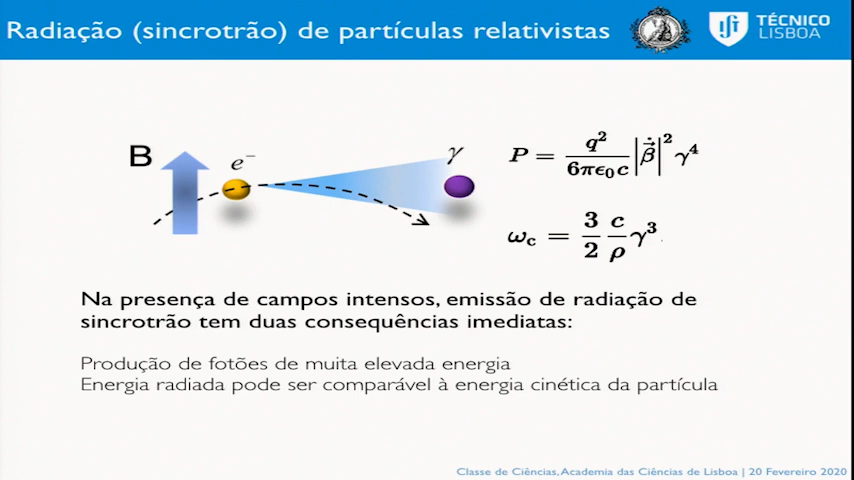 Radiação (sincrotrão) de partículas relativistas
TÉCNICO
LISBOA
B
e⁻
γ
P = q² / 6πϵ₀c |β̇⃗|² γ⁴
ω_c = 3/2 c/ρ γ³
Na presença de campos intensos, emissão de radiação de
sincrotrão tem duas consequências imediatas:
Produção de fotões de muita elevada energia
Energia radiada pode ser comparável à energia cinética da partícula
Classe de Ciências, Academia das Ciências de Lisboa | 20 Fevereiro 2020